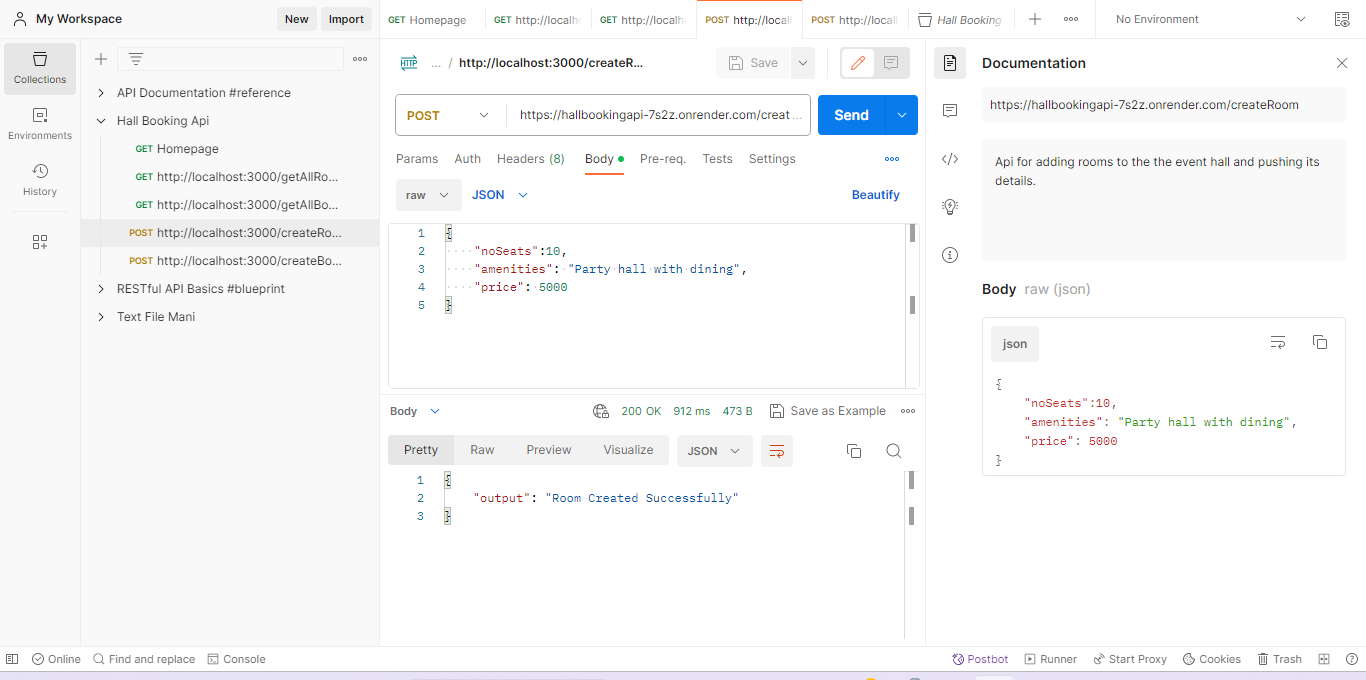 My Workspace
New
Import
GET Homepage
GET http://localh
GET http://localh
POST http://local
POST http://local
Hall Booking
No Environment
Collections
Environments
History
API Documentation #reference
Hall Booking Api
GET Homepage
GET http://localhost:3000/getAllRo...
GET http://localhost:3000/getAllBo...
POST http://localhost:3000/createRo...
POST http://localhost:3000/createBo...
RESTful API Basics #blueprint
Text File Mani
HTTP ... / http://localhost:3000/createR...
Save
POST
https://hallbookingapi-7s2z.onrender.com/creat ...
Send
Params Auth Headers (8) Body Pre-req. Tests Settings
raw JSON Beautify
1 {
2 "noSeats":10,
3 "amenities": "Party hall with dining",
4 "price": 5000
5 }
Body 200 OK 912 ms 473 B Save as Example
Pretty Raw Preview Visualize JSON
1 {
2 "output": "Room Created Successfully"
3 }
Documentation
https://hallbookingapi-7s2z.onrender.com/createRoom
Api for adding rooms to the the event hall and pushing its
details.
Body raw (json)
json
{
"noSeats":10,
"amenities": "Party hall with dining",
"price": 5000
}
Online Find and replace Console
Postbot Runner Start Proxy Cookies Trash